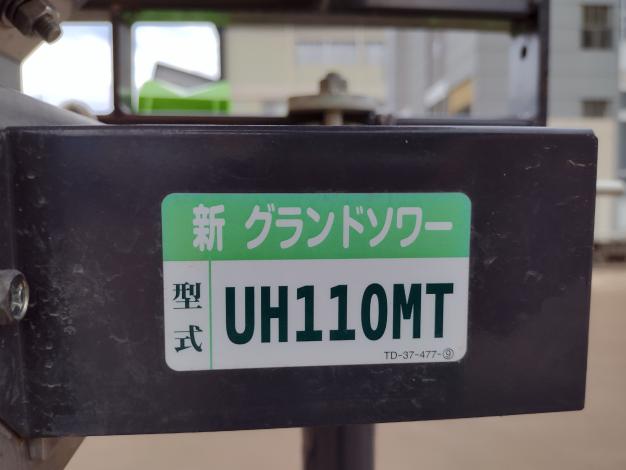 新 グランドソワー
型式
UH110MT
TD-37-477-⑨